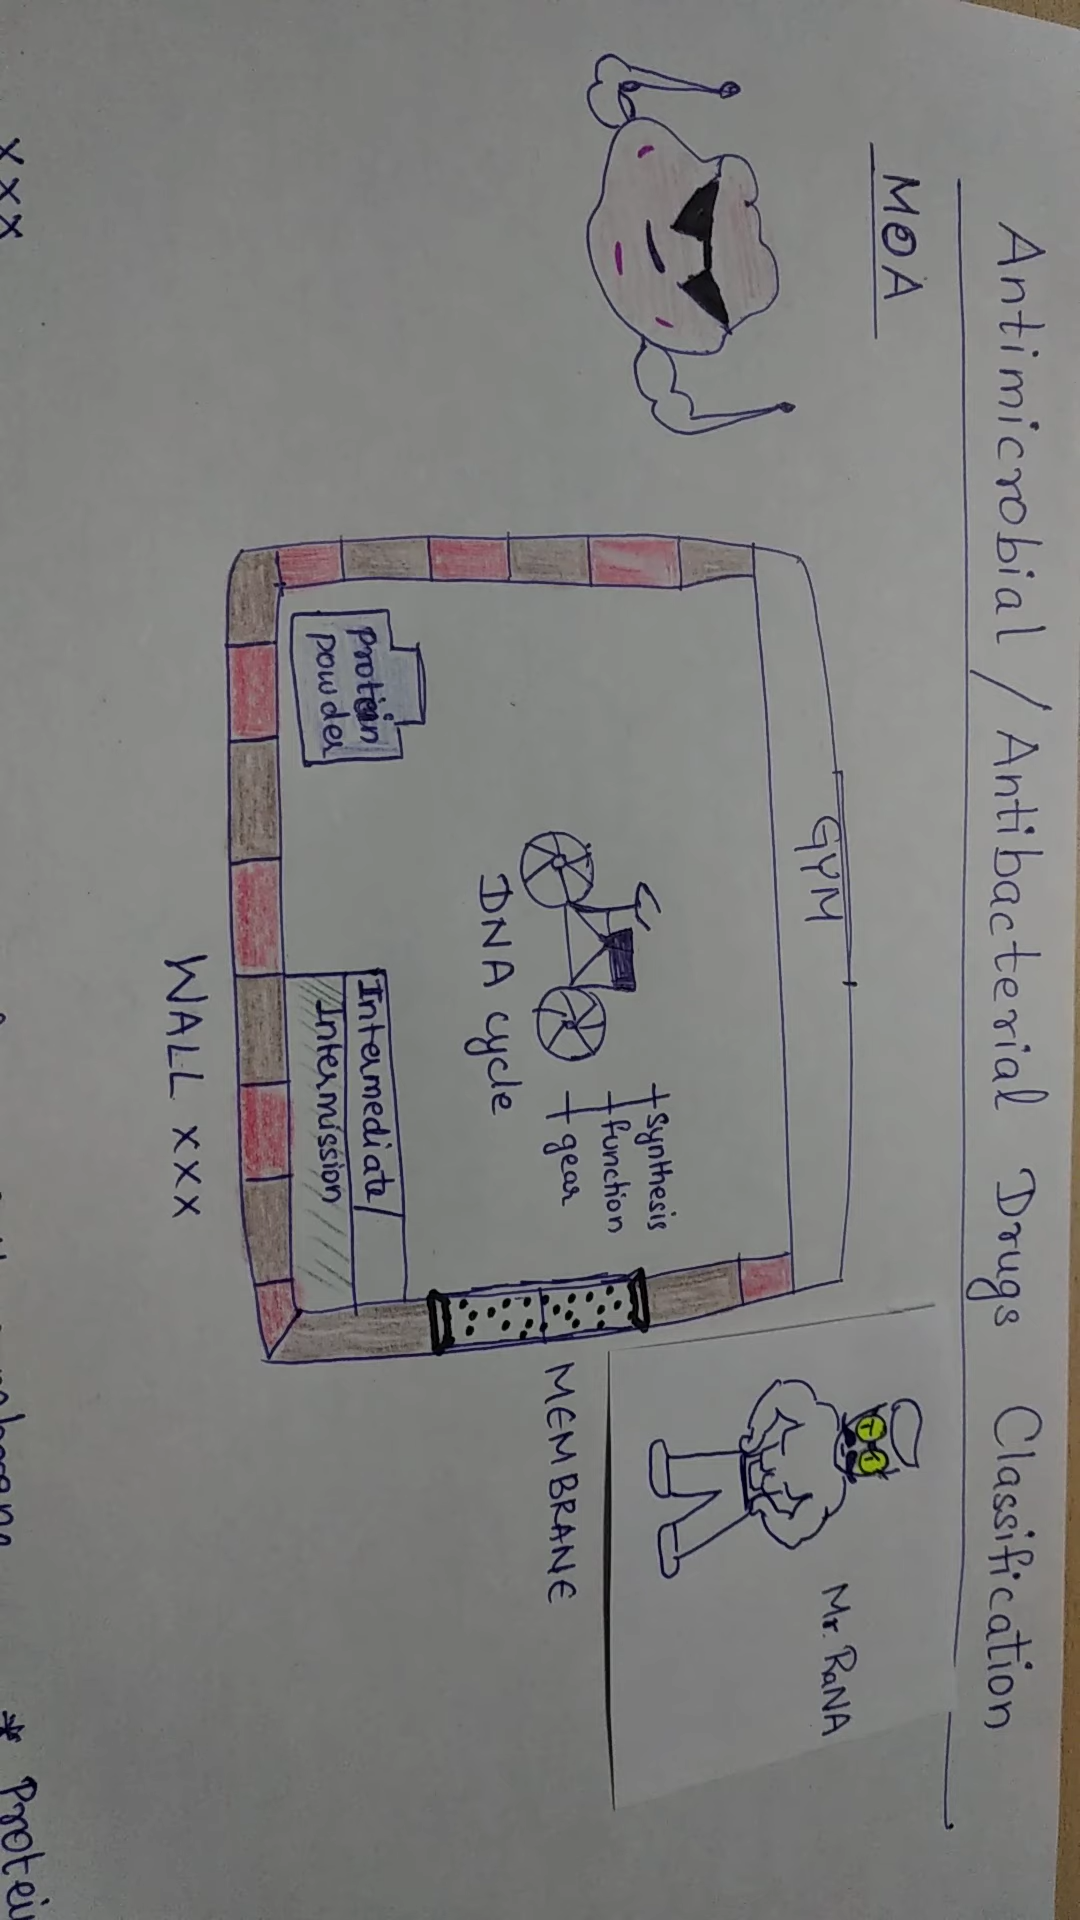 Antimicrobial / Antibacterial Drugs Classification
MOA
GYM
Mr. RaNA
synthesis
function
gear
DNA cycle
MEMBRANE
Protein
powder
Intermediate/
Intermission
WALL xxx
xxx
* Protei